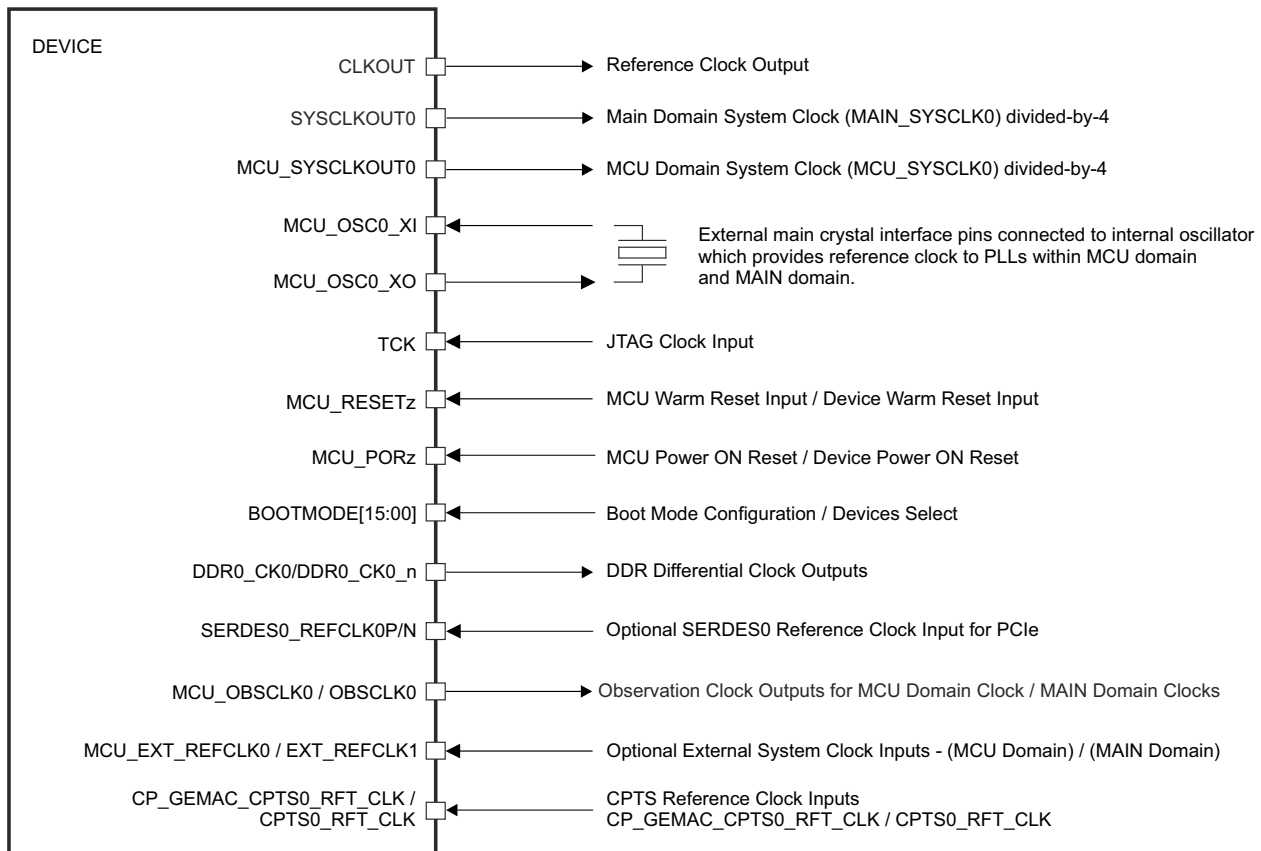 DEVICE
CLKOUT Reference Clock Output
SYSCLKOUT0 Main Domain System Clock (MAIN_SYSCLK0) divided-by-4
MCU_SYSCLKOUT0 MCU Domain System Clock (MCU_SYSCLK0) divided-by-4
MCU_OSC0_XI
External main crystal interface pins connected to internal oscillator
which provides reference clock to PLLs within MCU domain
and MAIN domain.
MCU_OSC0_XO
TCK JTAG Clock Input
MCU_RESETz MCU Warm Reset Input / Device Warm Reset Input
MCU_PORz MCU Power ON Reset / Device Power ON Reset
BOOTMODE[15:00] Boot Mode Configuration / Devices Select
DDR0_CK0/DDR0_CK0_n DDR Differential Clock Outputs
SERDES0_REFCLK0P/N Optional SERDES0 Reference Clock Input for PCIe
MCU_OBSCLK0 / OBSCLK0 Observation Clock Outputs for MCU Domain Clock / MAIN Domain Clocks
MCU_EXT_REFCLK0 / EXT_REFCLK1 Optional External System Clock Inputs - (MCU Domain) / (MAIN Domain)
CP_GEMAC_CPTS0_RFT_CLK / CPTS Reference Clock Inputs
CPTS0_RFT_CLK CP_GEMAC_CPTS0_RFT_CLK / CPTS0_RFT_CLK